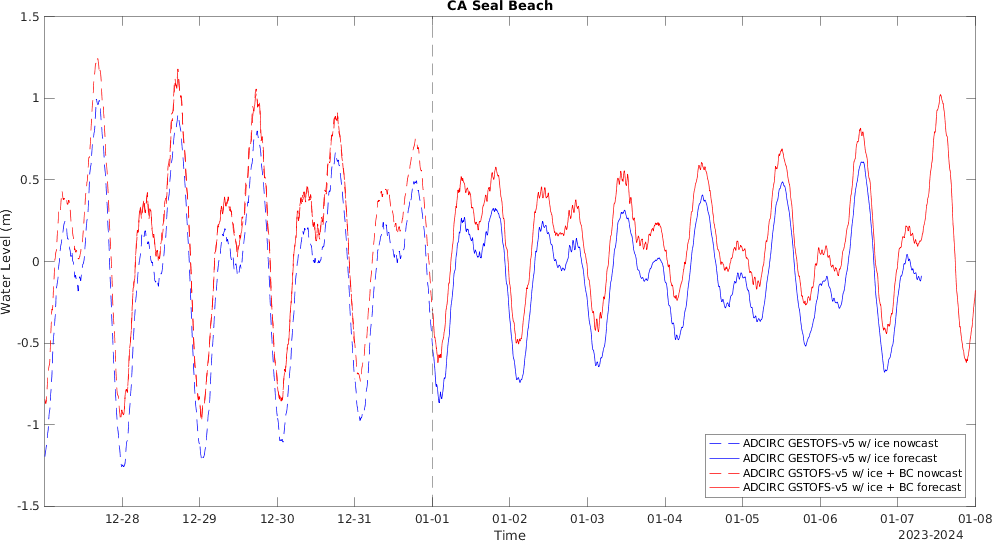 CA Seal Beach
Water Level (m)
1.5
1
0.5
0
-0.5
-1
-1.5
12-28 12-29 12-30 12-31 01-01 01-02 01-03 01-04 01-05 01-06 01-07 01-08
Time
2023-2024
ADCIRC GESTOFS-v5 w/ ice nowcast
ADCIRC GESTOFS-v5 w/ ice forecast
ADCIRC GSTOFS-v5 w/ ice + BC nowcast
ADCIRC GSTOFS-v5 w/ ice + BC forecast